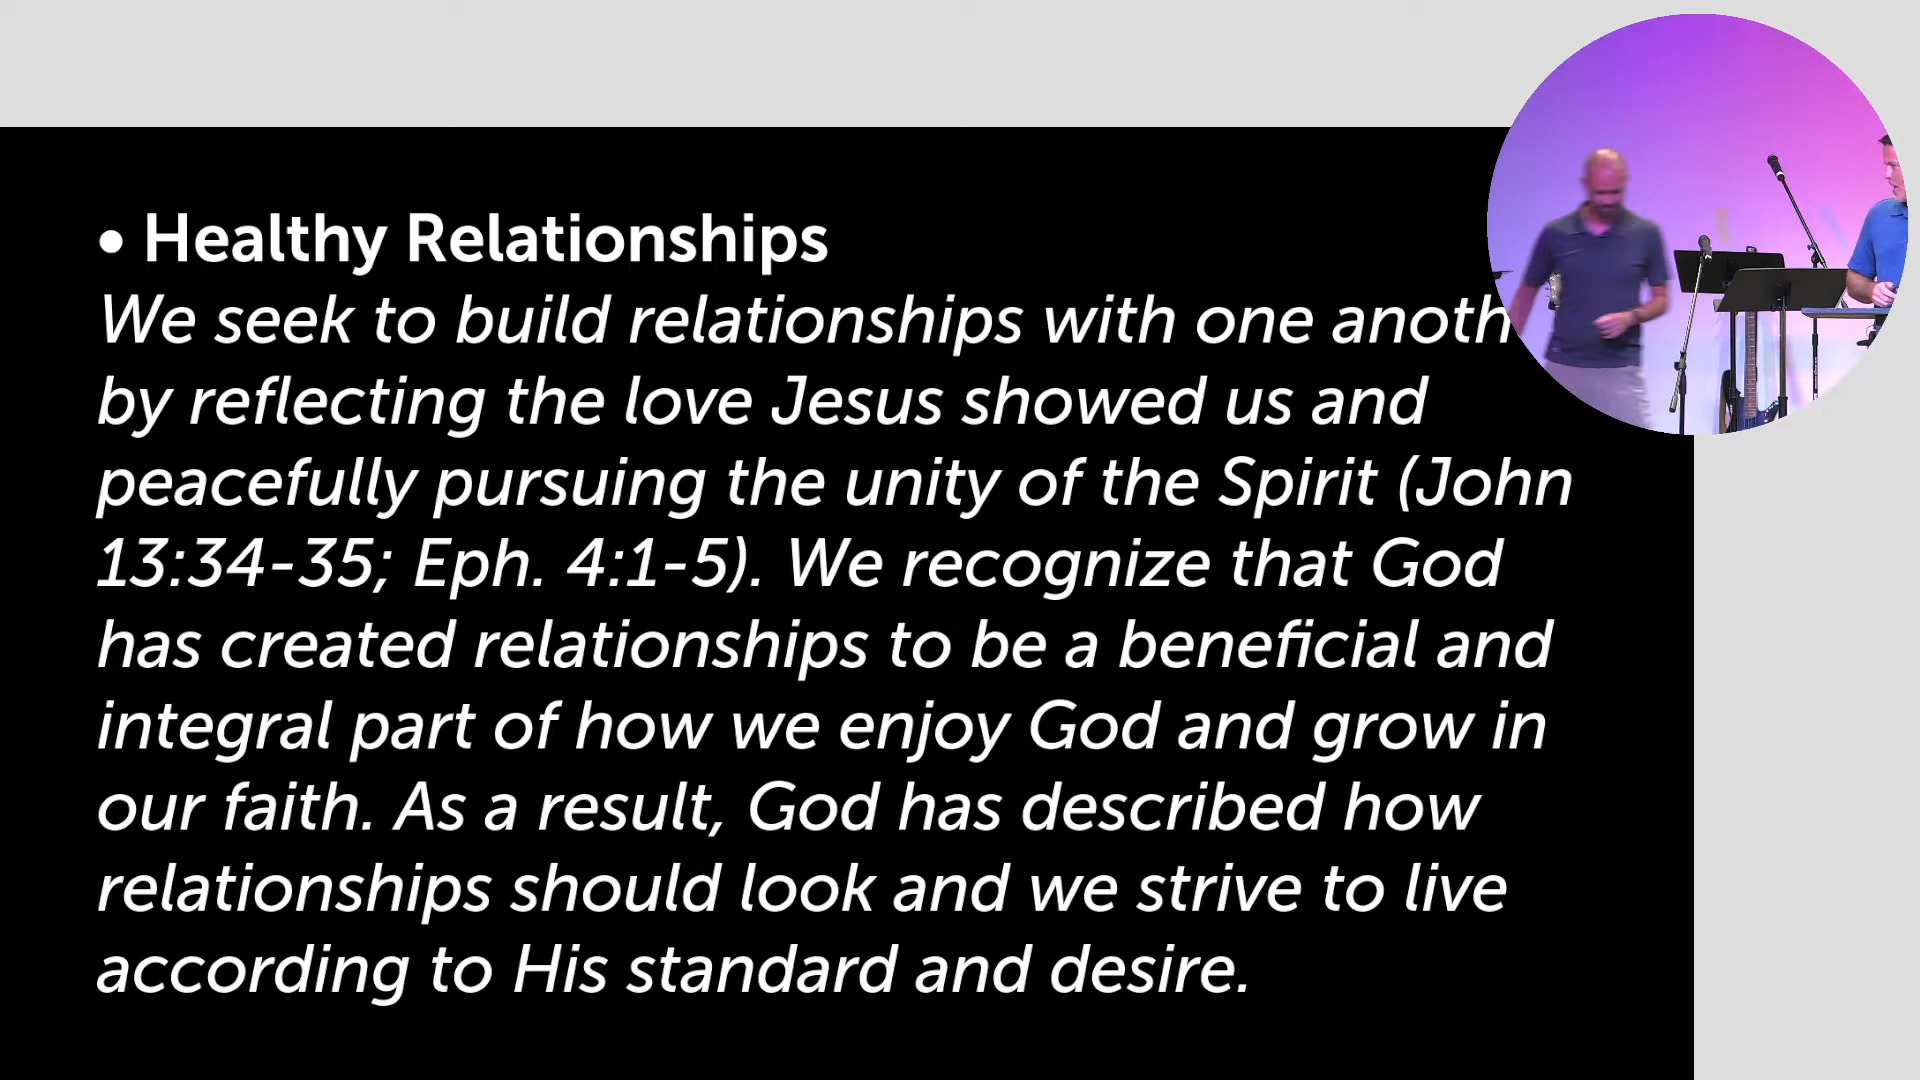 • Healthy Relationships
We seek to build relationships with one anoth
by reflecting the love Jesus showed us and
peacefully pursuing the unity of the Spirit (John
13:34-35; Eph. 4:1-5). We recognize that God
has created relationships to be a beneficial and
integral part of how we enjoy God and grow in
our faith. As a result, God has described how
relationships should look and we strive to live
according to His standard and desire.